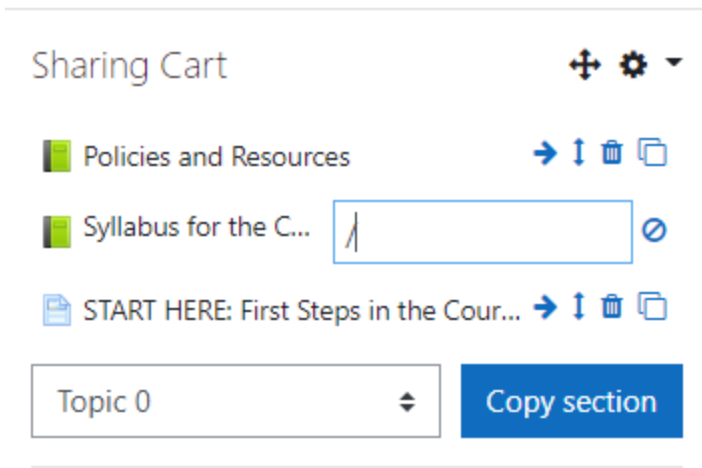 Sharing Cart
Policies and Resources
Syllabus for the C... /
START HERE: First Steps in the Cour...
Topic 0 Copy section